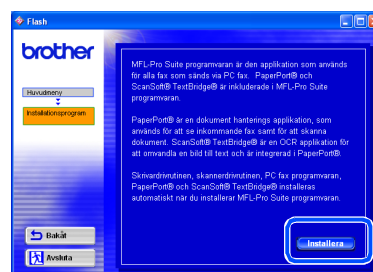 Flash
brother
Huvudmeny
Installationsprogram
MFL-Pro Suite programvaran är den applikation som används
för alla fax som sänds via PC fax. PaperPort® och
ScanSoft® TextBridge® är inkluderade i MFL-Pro Suite
programvaran.
PaperPort® är en dokument hanterings applikation, som
används för att se inkommande fax samt för att skanna
dokument. ScanSoft® TextBridge® är en OCR applikation för
att omvandla en bild till text och är integrerad i PaperPort®.
Skrivardrivrutinen, skannerdrivrutinen, PC fax programvaran,
PaperPort® och ScanSoft® TextBridge® installeras
automatiskt när du installerar MFL-Pro Suite programvaran.
Bakåt
Avsluta
Installera